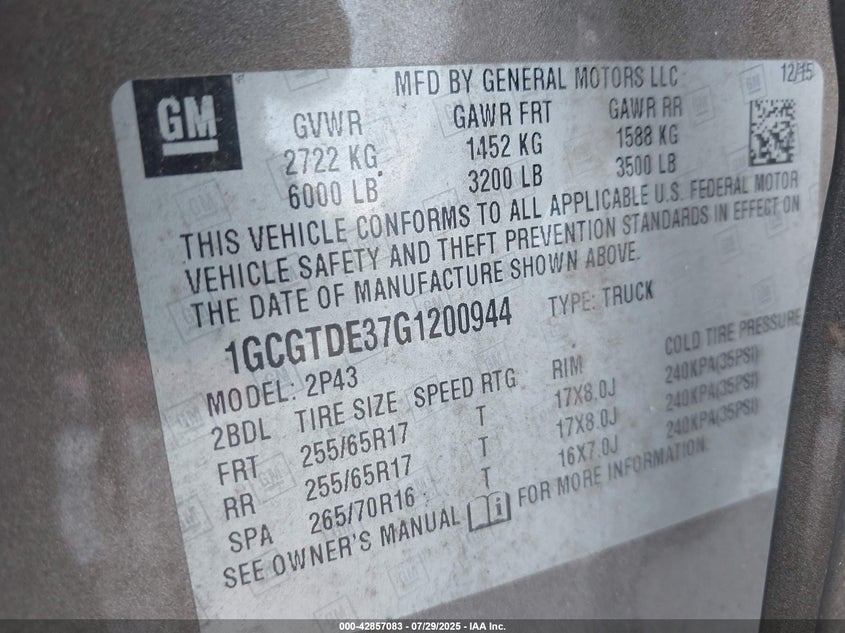 GM
MFD BY GENERAL MOTORS LLC 12/15
GVWR GAWR FRT GAWR RR
2722 KG 1452 KG 1588 KG
6000 LB 3200 LB 3500 LB
THIS VEHICLE CONFORMS TO ALL APPLICABLE U.S. FEDERAL MOTOR
VEHICLE SAFETY AND THEFT PREVENTION STANDARDS IN EFFECT ON
THE DATE OF MANUFACTURE SHOWN ABOVE.
1GCGTDE37G1200944 TYPE: TRUCK
MODEL: 2P43
2BDL TIRE SIZE SPEED RTG RIM COLD TIRE PRESSURE
FRT 255/65R17 T 17X8.0J 240KPA(35PSI)
RR 255/65R17 T 17X8.0J 240KPA(35PSI)
SPA 265/70R16 T 16X7.0J 240KPA(35PSI)
SEE OWNER'S MANUAL FOR MORE INFORMATION.
000-42857083 / 07/29/2025 - IAA Inc.